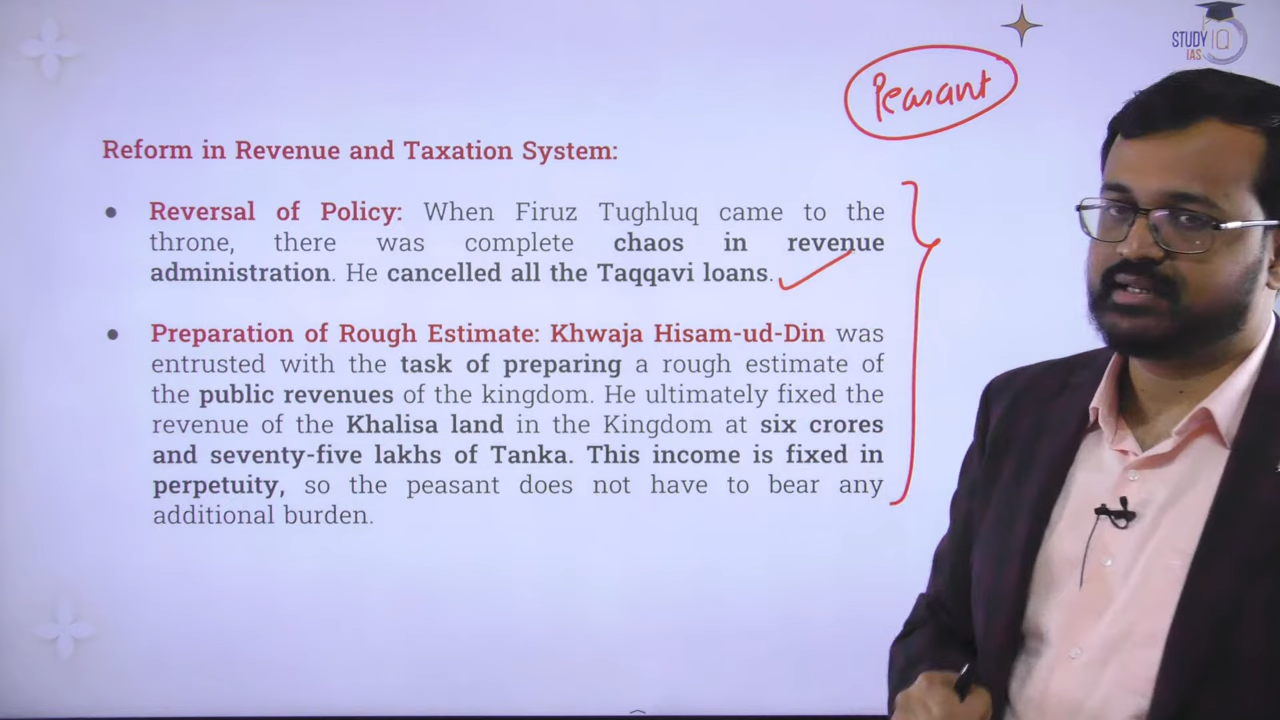 STUDY IQ
IAS
Peasant
Reform in Revenue and Taxation System:
● Reversal of Policy: When Firuz Tughluq came to the
throne, there was complete chaos in revenue
administration. He cancelled all the Taqqavi loans.
● Preparation of Rough Estimate: Khwaja Hisam-ud-Din was
entrusted with the task of preparing a rough estimate of
the public revenues of the kingdom. He ultimately fixed the
revenue of the Khalisa land in the Kingdom at six crores
and seventy-five lakhs of Tanka. This income is fixed in
perpetuity, so the peasant does not have to bear any
additional burden.